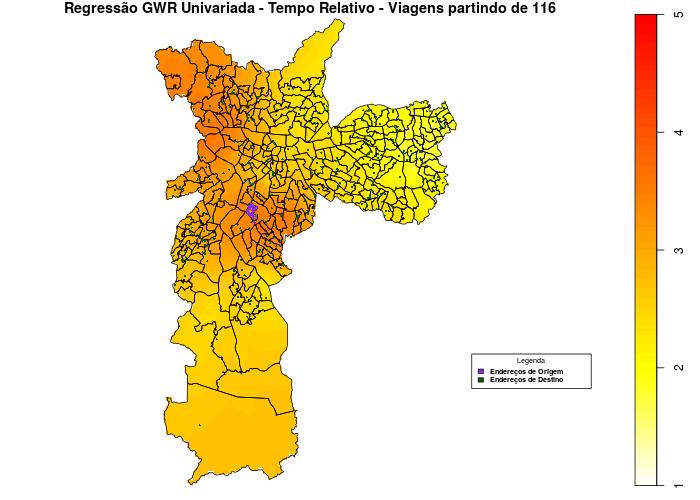 Regressão GWR Univariada - Tempo Relativo - Viagens partindo de 116
5
4
3
2
1
Legenda
Endereços de Origem
Endereços de Destino